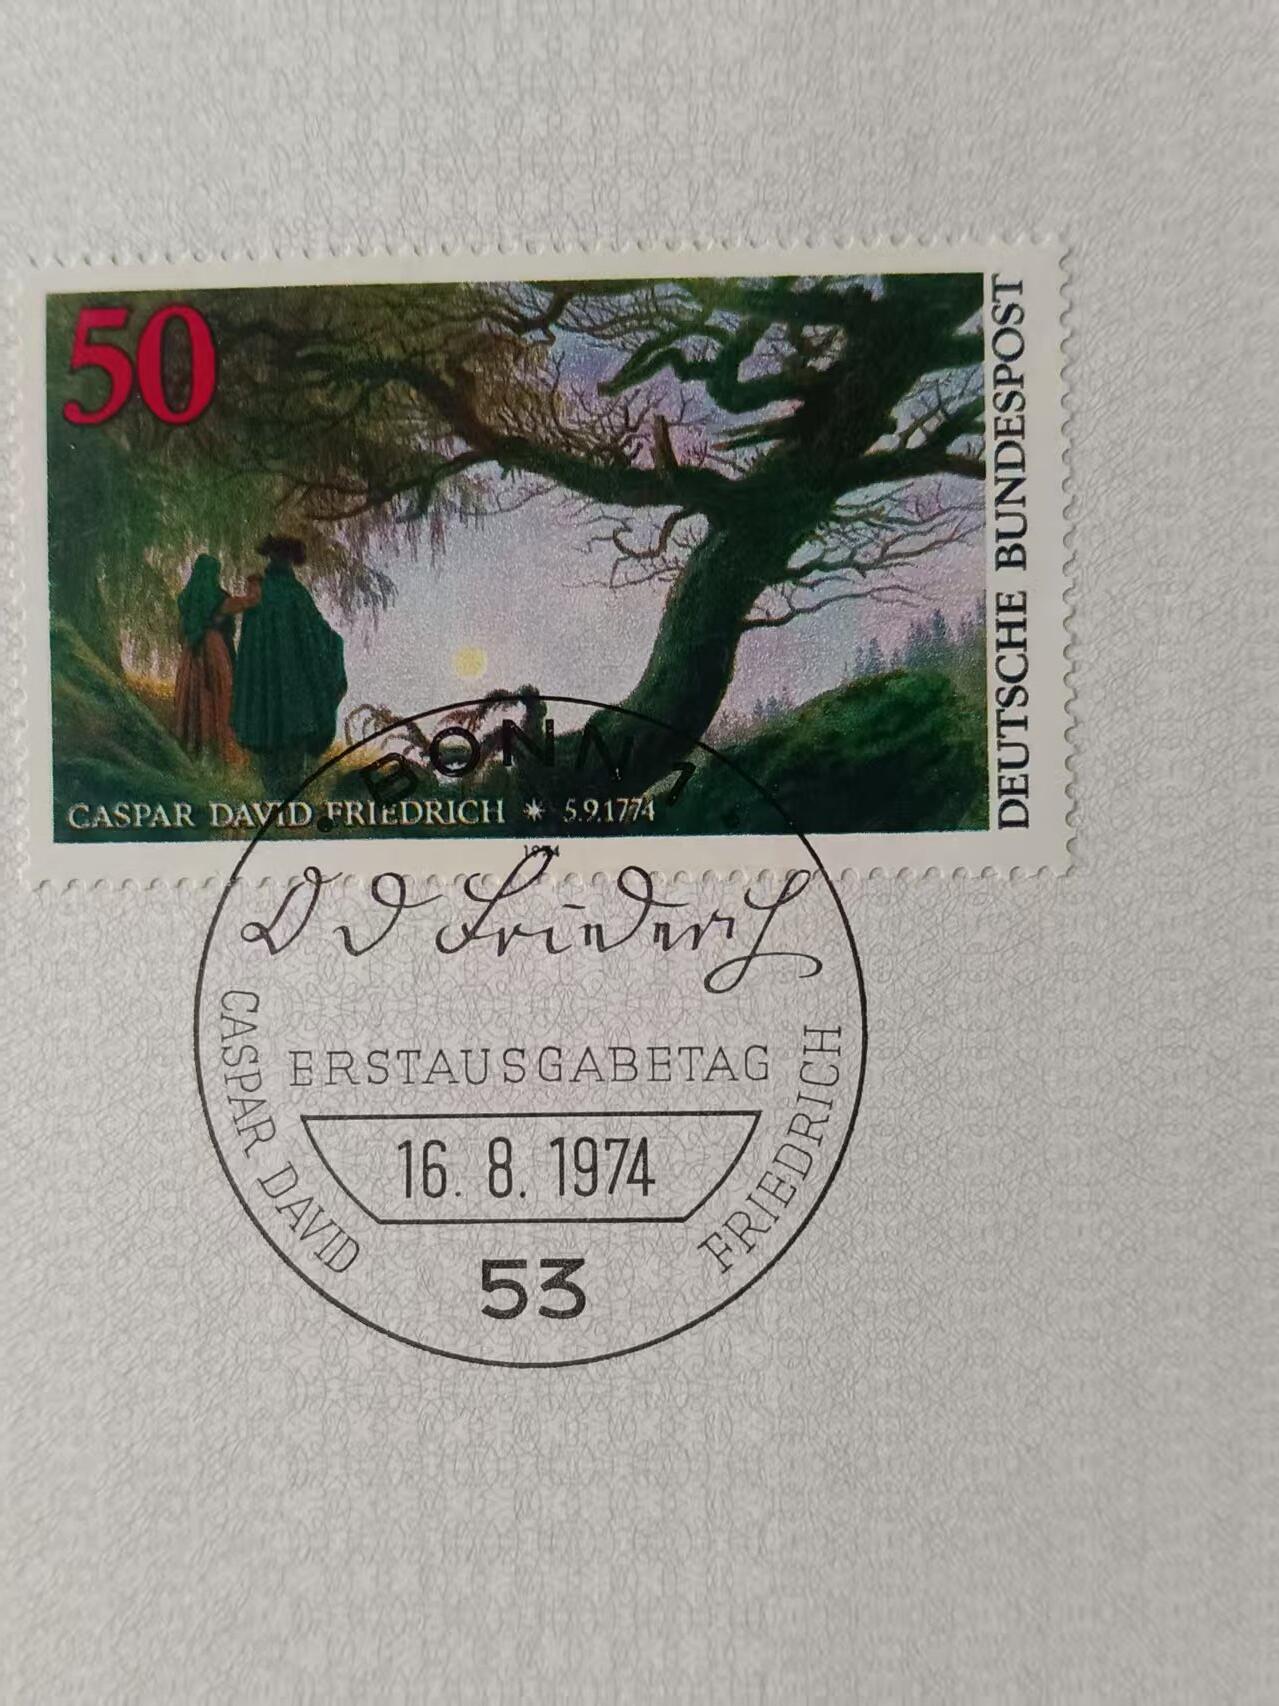 50
DEUTSCHE BUNDESPOST
BONN 1
CASPAR DAVID FRIEDRICH * 5.9.1774
1974
Friederich
ERSTAUSGABETAG
CASPAR DAVID
FRIEDRICH
16. 8. 1974
53